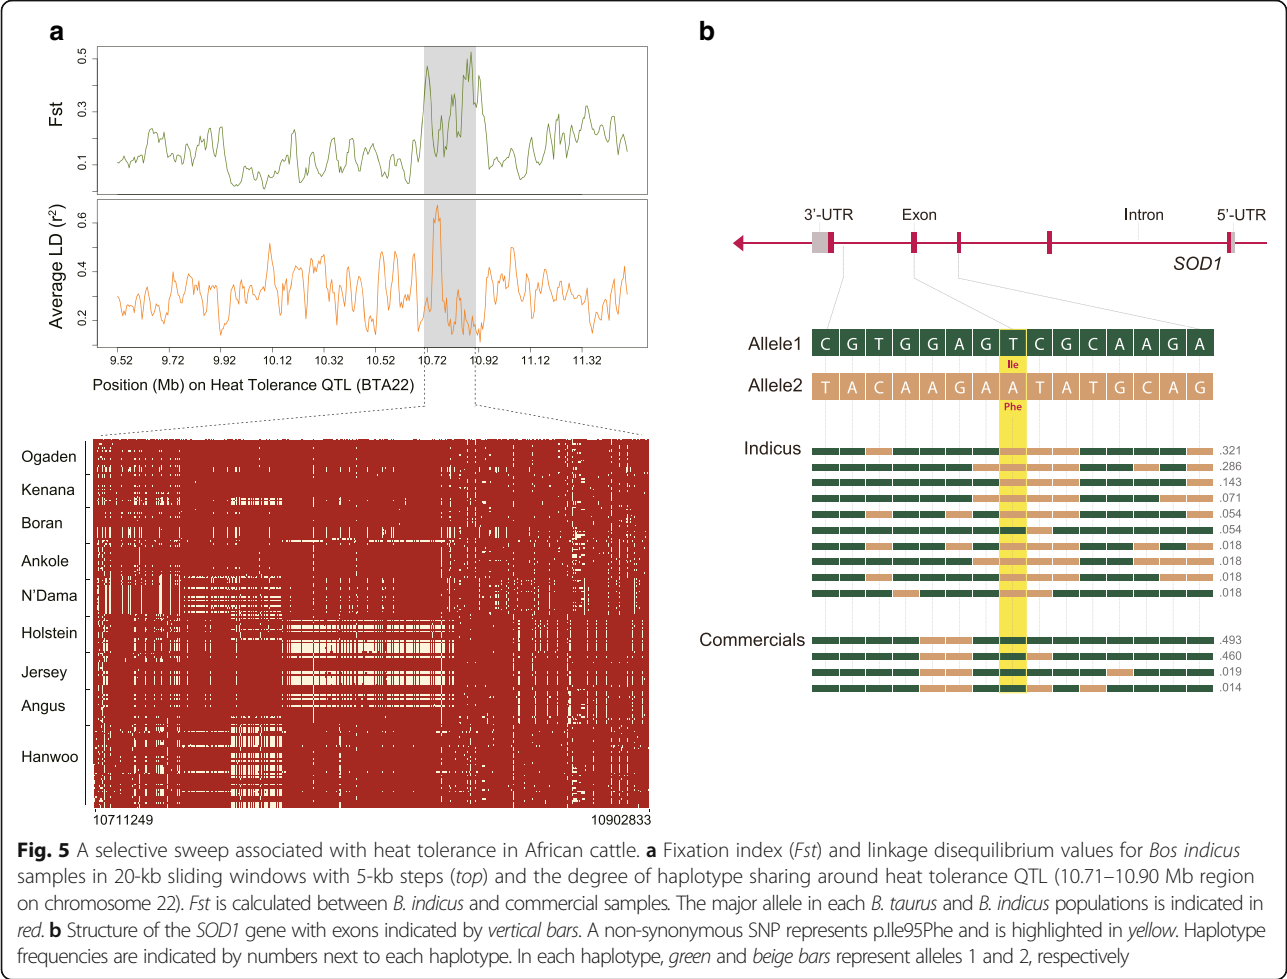 a
Fst
0.1 0.3 0.5
Average LD (r²)
0.2 0.4 0.6
9.52 9.72 9.92 10.12 10.32 10.52 10.72 10.92 11.12 11.32
Position (Mb) on Heat Tolerance QTL (BTA22)
Ogaden
Kenana
Boran
Ankole
N'Dama
Holstein
Jersey
Angus
Hanwoo
10711249 10902833
b
3'-UTR Exon Intron 5'-UTR
SOD1
Allele1 C G T G G A G T C G C A A G A
Ile
Allele2 T A C A A G A A T A T G C A G
Phe
Indicus
.321
.286
.143
.071
.054
.054
.018
.018
.018
.018
Commercials
.493
.460
.019
.014
Fig. 5 A selective sweep associated with heat tolerance in African cattle. a Fixation index (Fst) and linkage disequilibrium values for Bos indicus
samples in 20-kb sliding windows with 5-kb steps (top) and the degree of haplotype sharing around heat tolerance QTL (10.71–10.90 Mb region
on chromosome 22). Fst is calculated between B. indicus and commercial samples. The major allele in each B. taurus and B. indicus populations is indicated in
red. b Structure of the SOD1 gene with exons indicated by vertical bars. A non-synonymous SNP represents p.Ile95Phe and is highlighted in yellow. Haplotype
frequencies are indicated by numbers next to each haplotype. In each haplotype, green and beige bars represent alleles 1 and 2, respectively